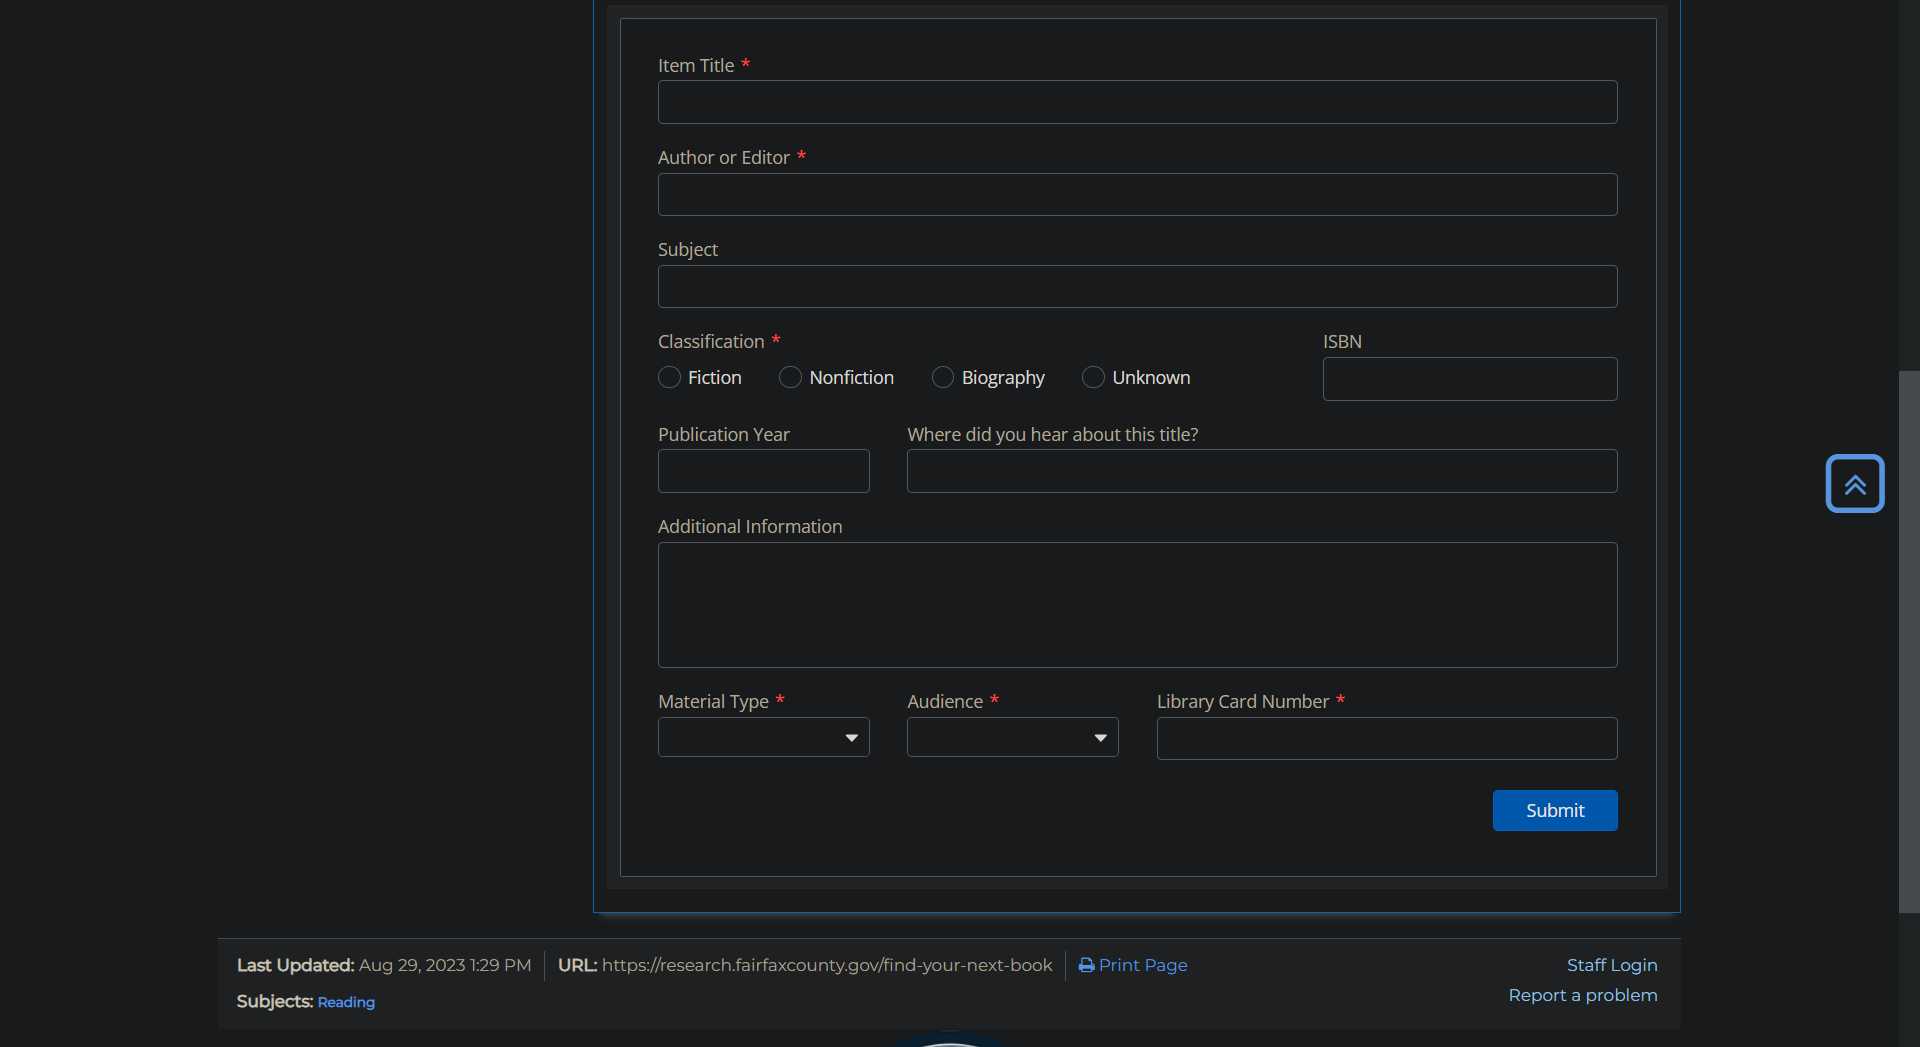 Item Title *
Author or Editor *
Subject
Classification *
ISBN
Fiction
Nonfiction
Biography
Unknown
Publication Year
Where did you hear about this title?
Additional Information
Material Type *
Audience *
Library Card Number *
Submit
Last Updated: Aug 29, 2023 1:29 PM
URL: https://research.fairfaxcounty.gov/find-your-next-book
Print Page
Staff Login
Subjects: Reading
Report a problem